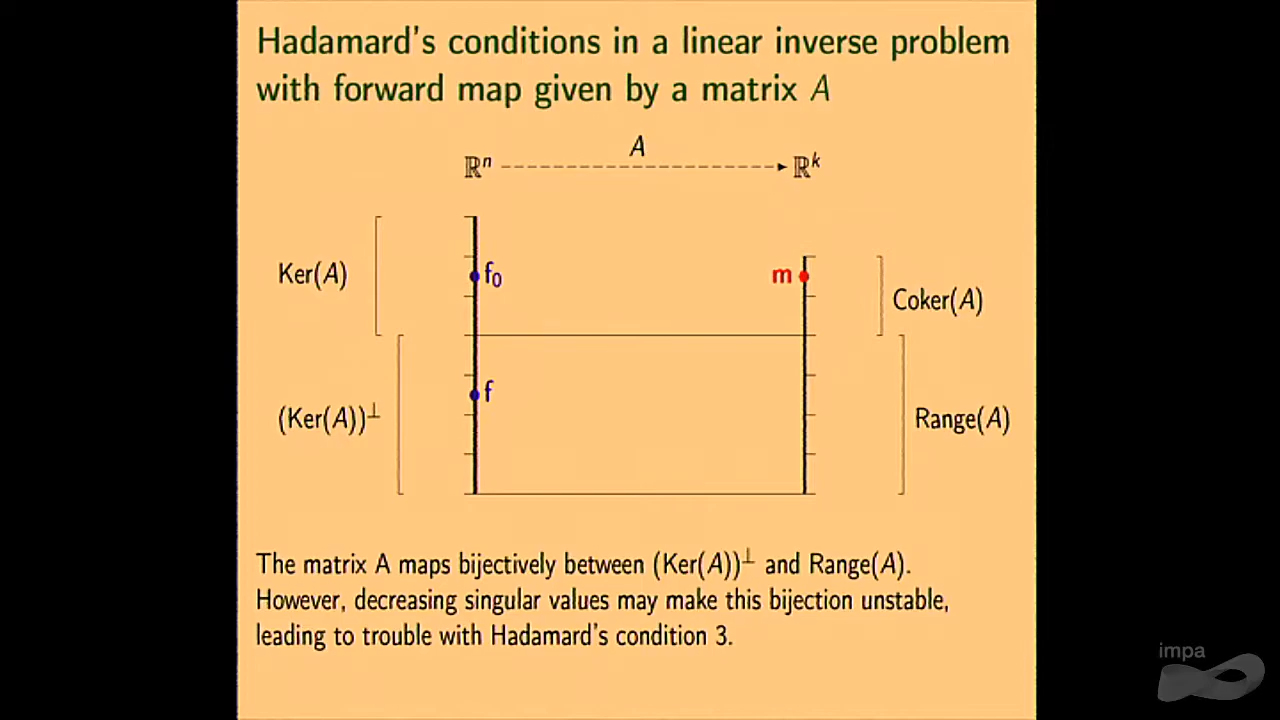 Hadamard's conditions in a linear inverse problem
with forward map given by a matrix A
A
ℝⁿ ℝᵏ
Ker(A) f₀ m Coker(A)
(Ker(A))⊥ f Range(A)
The matrix A maps bijectively between (Ker(A))⊥ and Range(A).
However, decreasing singular values may make this bijection unstable,
leading to trouble with Hadamard's condition 3.
impa